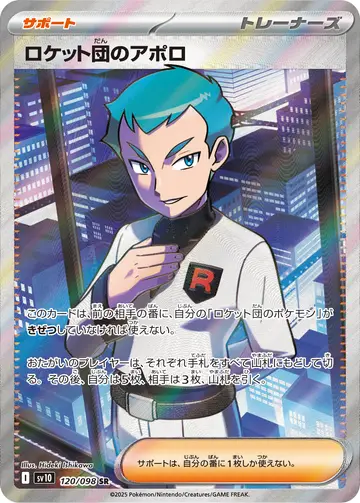 サポート
トレーナーズ
ロケット団のアポロ
だん
R
このカードは、前の相手の番に、自分の「ロケット団のポケモン」が
きぜつしていなければ使えない。
おたがいのプレイヤーは、それぞれ手札をすべて山札にもどして
切る。その後、自分は5枚、相手は3枚、山札を引く。
Illus. Hideki Ishikawa
D sv10 120/098 SR
サポートは、自分の番に1枚しか使えない。
©2025 Pokémon/Nintendo/Creatures/GAME FREAK.